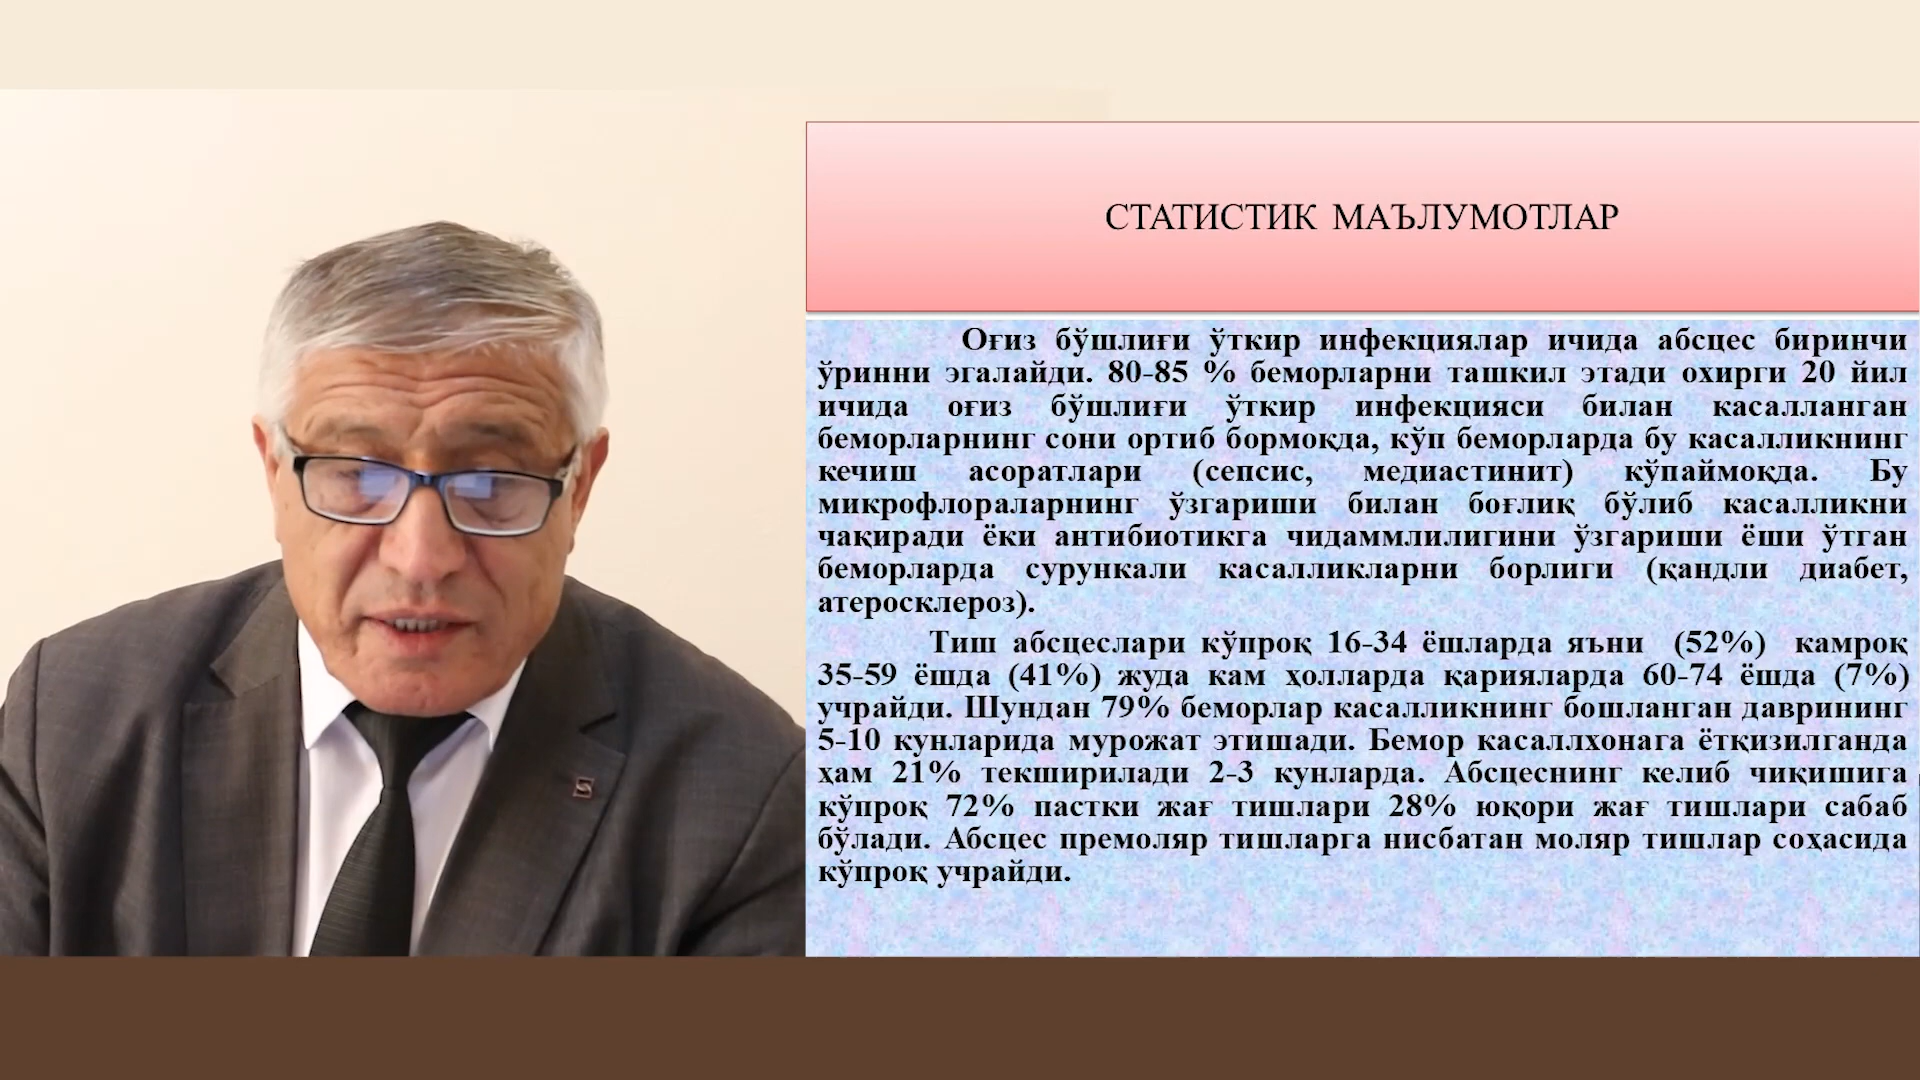 СТАТИСТИК МАЪЛУМОТЛАР
Оғиз бўшлиғи ўткир инфекциялар ичида абсцес биринчи
ўринни эгалайди. 80-85 % беморларни ташкил этади охирги 20 йил
ичида оғиз бўшлиғи ўткир инфекцияси билан касалланган
беморларнинг сони ортиб бормоқда, кўп беморларда бу касалликнинг
кечиш асоратлари (сепсис, медиастинит) кўпаймоқда. Бу
микрофлораларнинг ўзгариши билан боғлиқ бўлиб касалликни
чақиради ёки антибиотикга чидаммлилигини ўзгариши ёши ўтган
беморларда сурункали касалликларни борлиги (қандли диабет,
атеросклероз).
Тиш абсцеслари кўпроқ 16-34 ёшларда яъни (52%) камроқ
35-59 ёшда (41%) жуда кам ҳолларда қарияларда 60-74 ёшда (7%)
учрайди. Шундан 79% беморлар касалликнинг бошланган даврининг
5-10 кунларида мурожат этишади. Бемор касаллхонага ётқизилганда
ҳам 21% текширилади 2-3 кунларда. Абсцеснинг келиб чиқишига
кўпроқ 72% пастки жағ тишлари 28% юқори жағ тишлари сабаб
бўлади. Абсцес премоляр тишларга нисбатан моляр тишлар соҳасида
кўпроқ учрайди.